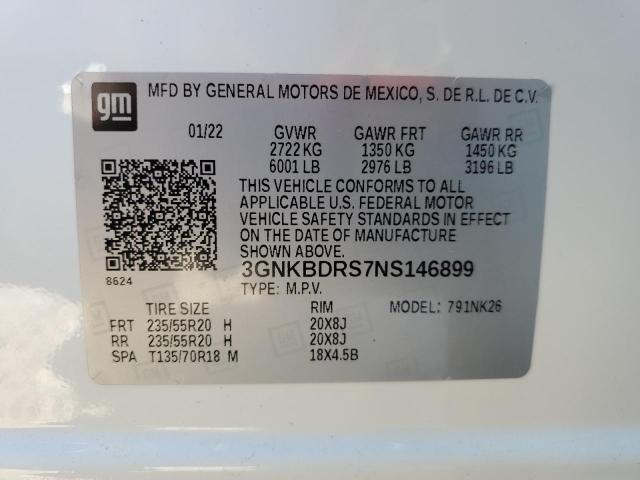 gm
MFD BY GENERAL MOTORS DE MEXICO, S. DE R.L. DE C.V.
01/22 GVWR GAWR FRT GAWR RR
2722 KG 1350 KG 1450 KG
6001 LB 2976 LB 3196 LB
THIS VEHICLE CONFORMS TO ALL
APPLICABLE U.S. FEDERAL MOTOR
VEHICLE SAFETY STANDARDS IN EFFECT
ON THE DATE OF MANUFACTURE
SHOWN ABOVE.
3GNKBDRS7NS146899
8624
TYPE: M.P.V.
TIRE SIZE RIM MODEL: 791NK26
FRT 235/55R20 H 20X8J
RR 235/55R20 H 20X8J
SPA T135/70R18 M 18X4.5B